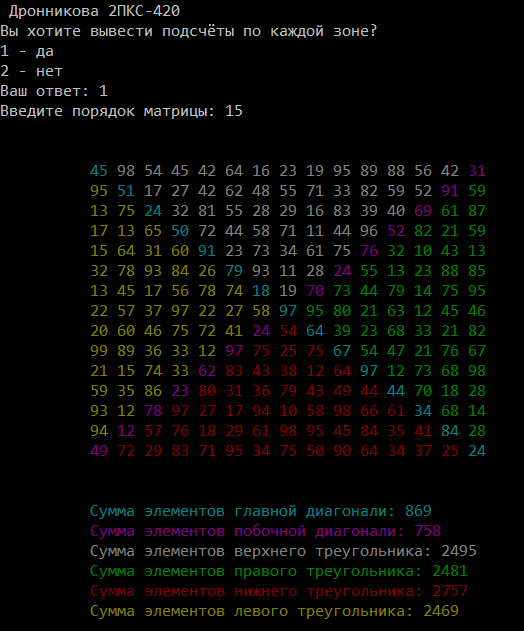 Дронникова 2ПКС-420
Вы хотите вывести подсчёты по каждой зоне?
1 - да
2 - нет
Ваш ответ: 1
Введите порядок матрицы: 15
45 98 54 45 42 64 16 23 19 95 89 88 56 42 31
95 51 17 27 42 62 48 55 71 33 82 59 52 91 59
13 75 24 32 81 55 28 29 16 83 39 40 69 61 87
17 13 65 50 72 44 58 71 11 44 96 52 82 21 59
15 64 31 60 91 23 73 34 61 75 76 32 10 43 13
32 78 93 84 26 79 93 11 28 24 55 13 23 88 85
13 45 17 56 78 74 18 19 70 73 44 79 14 75 95
22 57 37 97 22 27 58 97 95 80 21 63 12 45 46
20 60 46 75 72 41 24 54 64 39 23 68 33 21 82
99 89 36 33 12 97 75 25 75 67 54 47 21 76 67
21 15 74 33 62 83 43 38 12 64 97 12 73 68 98
59 35 86 23 80 31 36 79 43 49 44 44 70 18 28
93 12 78 97 27 17 94 10 58 98 66 61 34 68 14
94 12 57 76 18 29 61 98 95 45 84 35 41 84 28
49 72 29 83 71 95 34 75 50 90 64 34 37 25 24
Сумма элементов главной диагонали: 869
Сумма элементов побочной диагонали: 758
Сумма элементов верхнего треугольника: 2495
Сумма элементов правого треугольника: 2481
Сумма элементов нижнего треугольника: 2757
Сумма элементов левого треугольника: 2469